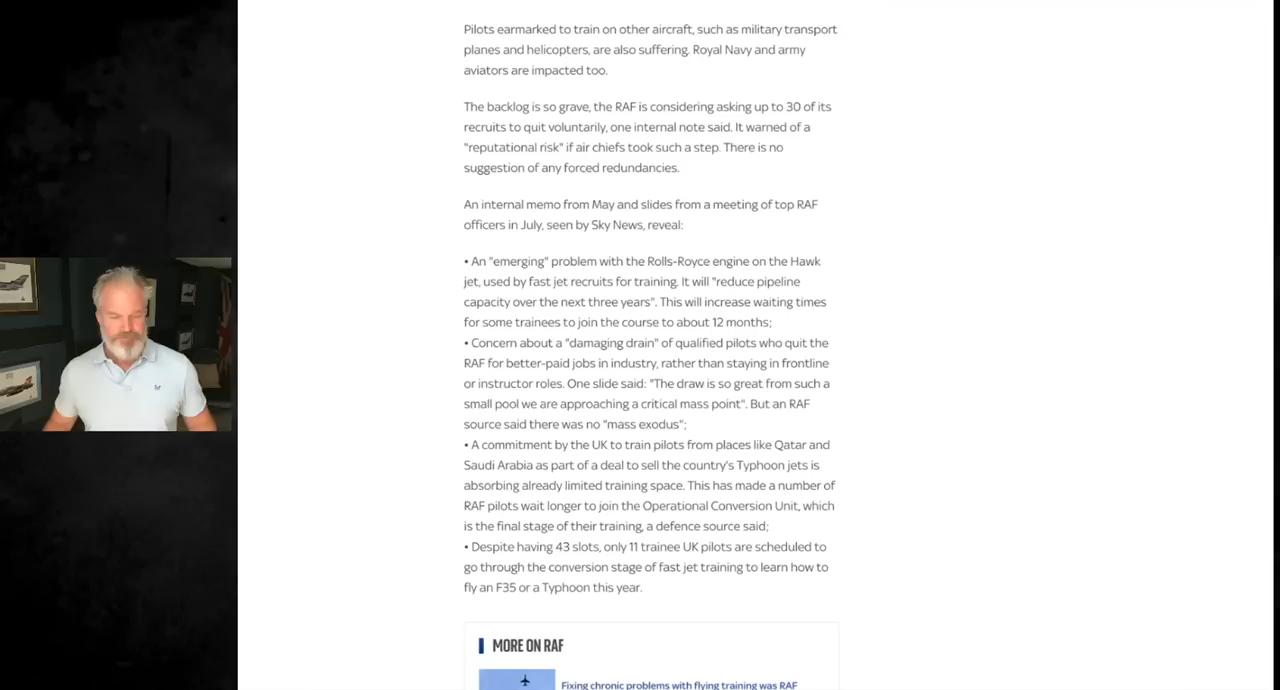 Pilots earmarked to train on other aircraft, such as military transport
planes and helicopters, are also suffering. Royal Navy and army
aviators are impacted too.
The backlog is so grave, the RAF is considering asking up to 30 of its
recruits to quit voluntarily, one internal note said. It warned of a
"reputational risk" if air chiefs took such a step. There is no
suggestion of any forced redundancies.
An internal memo from May and slides from a meeting of top RAF
officers in July, seen by Sky News, reveal:
• An "emerging" problem with the Rolls-Royce engine on the Hawk
jet, used by fast jet recruits for training. It will "reduce pipeline
capacity over the next three years". This will increase waiting times
for some trainees to join the course to about 12 months;
• Concern about a "damaging drain" of qualified pilots who quit the
RAF for better-paid jobs in industry, rather than staying in frontline
or instructor roles. One slide said: "The draw is so great from such a
small pool we are approaching a critical mass point". But an RAF
source said there was no "mass exodus";
• A commitment by the UK to train pilots from places like Qatar and
Saudi Arabia as part of a deal to sell the country's Typhoon jets is
absorbing already limited training space. This has made a number of
RAF pilots wait longer to join the Operational Conversion Unit, which
is the final stage of their training, a defence source said;
• Despite having 43 slots, only 11 trainee UK pilots are scheduled to
go through the conversion stage of fast jet training to learn how to
fly an F35 or a Typhoon this year.
MORE ON RAF
Fixing chronic problems with flying training was RAF